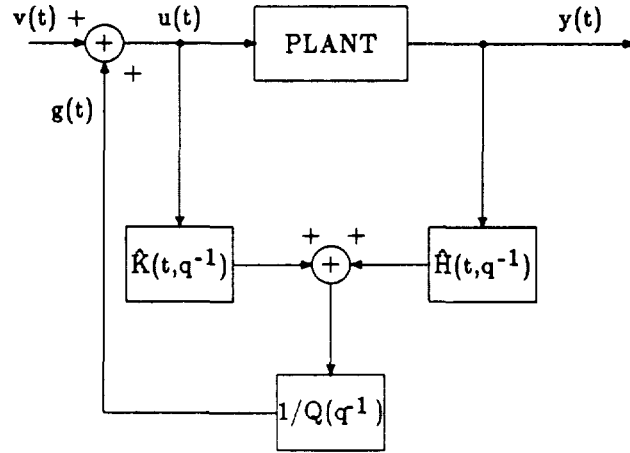 v(t) + u(t) PLANT y(t)
+
+
g(t)
+ +
K̂(t,q⁻¹) + Ĥ(t,q⁻¹)
1/Q(q⁻¹)